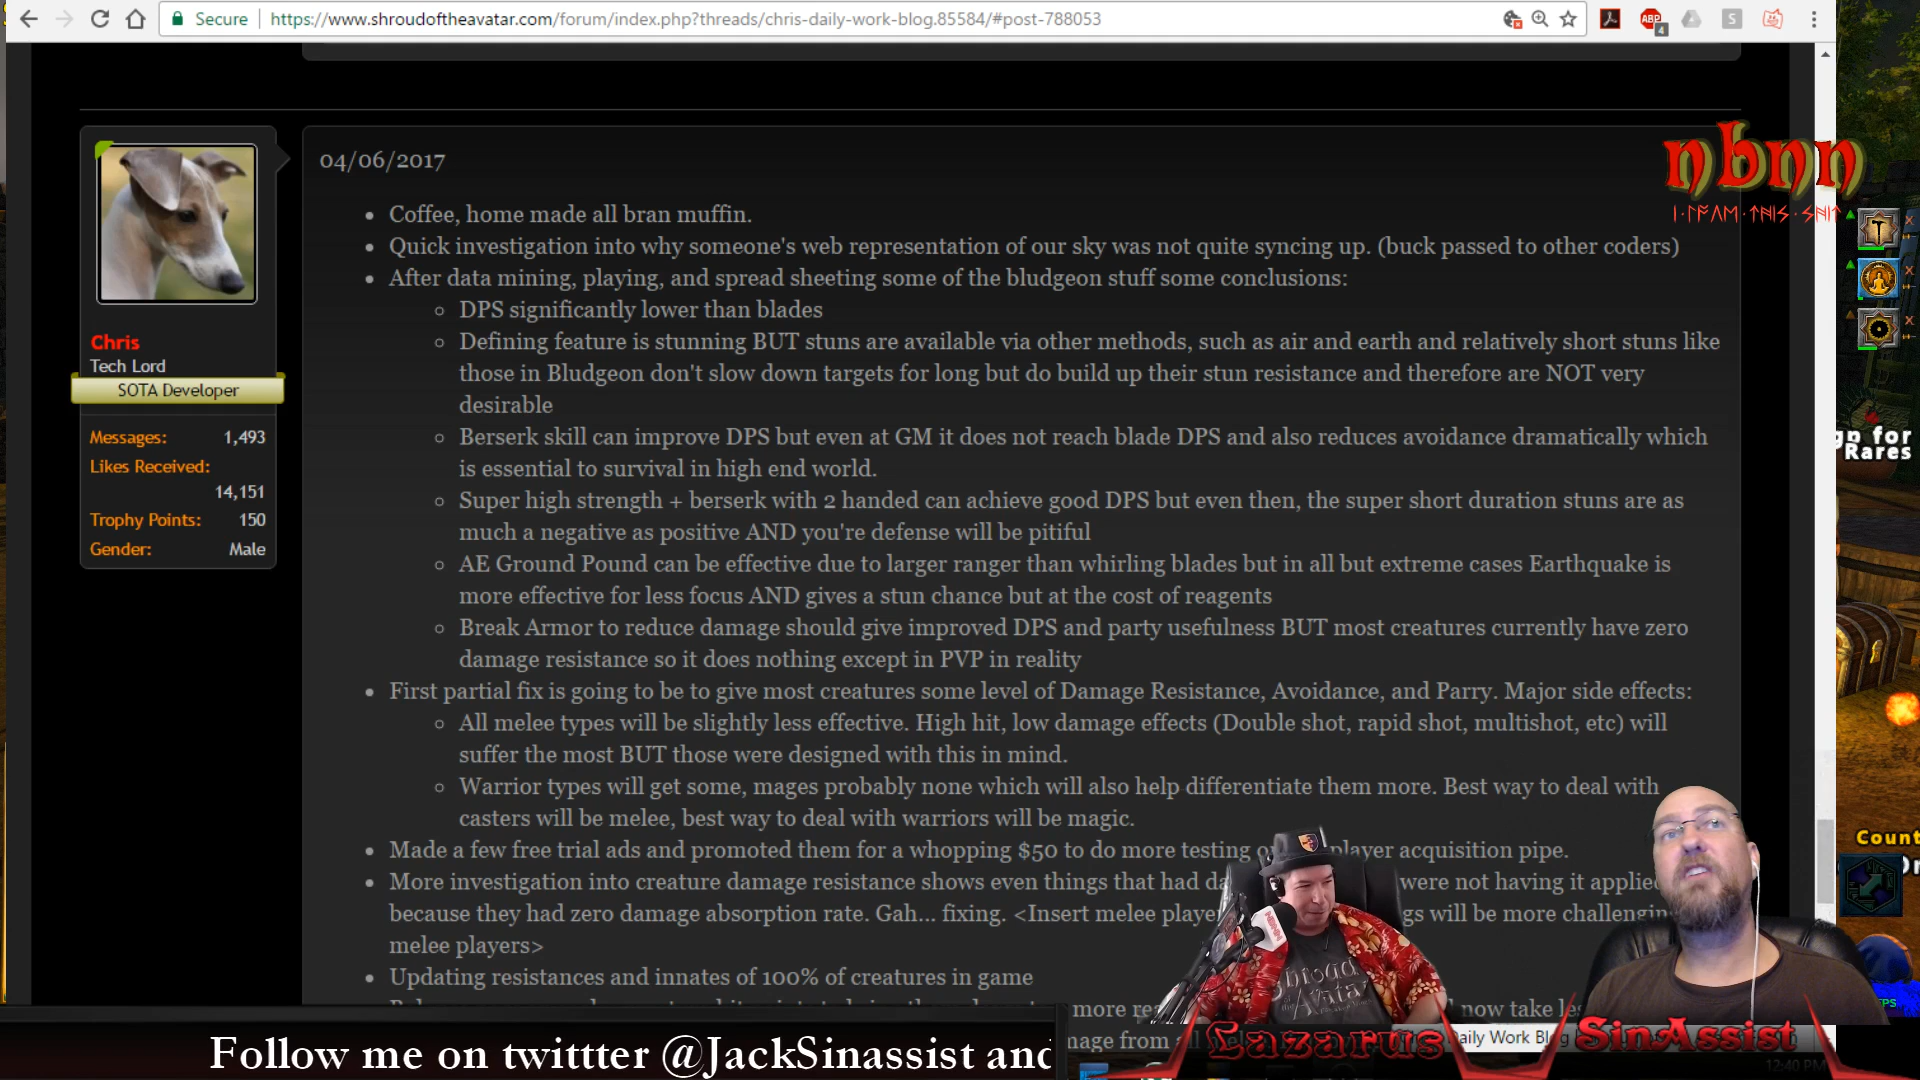 Secure https://www.shroudoftheavatar.com/forum/index.php?threads/chris-daily-work-blog.85584/#post-788053
ABP
4
S
Chris
Tech Lord
SOTA Developer
Messages: 1,493
Likes Received:
14,151
Trophy Points: 150
Gender: Male
04/06/2017
• Coffee, home made all bran muffin.
• Quick investigation into why someone's web representation of our sky was not quite syncing up. (buck passed to other coders)
• After data mining, playing, and spread sheeting some of the bludgeon stuff some conclusions:
◦ DPS significantly lower than blades
◦ Defining feature is stunning BUT stuns are available via other methods, such as air and earth and relatively short stuns like
those in Bludgeon don't slow down targets for long but do build up their stun resistance and therefore are NOT very
desirable
◦ Berserk skill can improve DPS but even at GM it does not reach blade DPS and also reduces avoidance dramatically which
is essential to survival in high end world.
◦ Super high strength + berserk with 2 handed can achieve good DPS but even then, the super short duration stuns are as
much a negative as positive AND you're defense will be pitiful
◦ AE Ground Pound can be effective due to larger ranger than whirling blades but in all but extreme cases Earthquake is
more effective for less focus AND gives a stun chance but at the cost of reagents
◦ Break Armor to reduce damage should give improved DPS and party usefulness BUT most creatures currently have zero
damage resistance so it does nothing except in PVP in reality
• First partial fix is going to be to give most creatures some level of Damage Resistance, Avoidance, and Parry. Major side effects:
◦ All melee types will be slightly less effective. High hit, low damage effects (Double shot, rapid shot, multishot, etc) will
suffer the most BUT those were designed with this in mind.
◦ Warrior types will get some, mages probably none which will also help differentiate them more. Best way to deal with
casters will be melee, best way to deal with warriors will be magic.
• Made a few free trial ads and promoted them for a whopping $50 to do more testing player acquisition pipe.
• More investigation into creature damage resistance shows even things that had were not having it
because they had zero damage absorption rate. Gah... fixing. <Insert melee will be more
melee players>
• Updating resistances and innates of 100% of creatures in game
more now take
from
nbnn
for
Rares
Shroud
Avatar
Lazarus
SinAssist
Daily Work
12:40 PM
Follow me on twittter @JackSinassist and